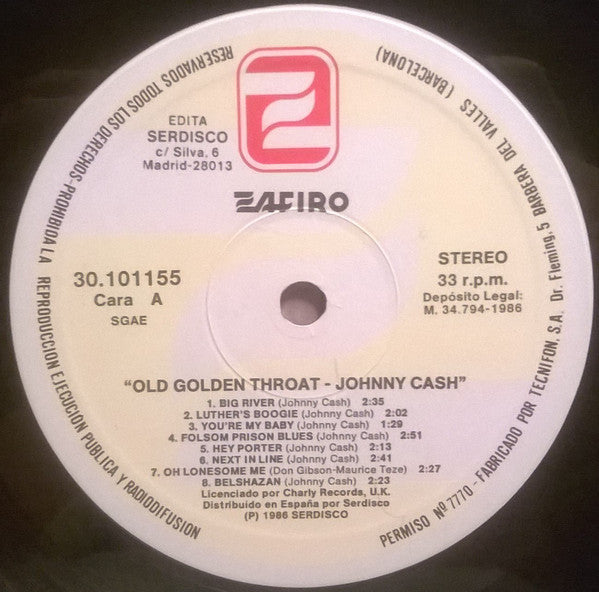 RESERVADOS TODOS LOS DERECHOS-PROHIBIDA LA REPRODUCCION EJECUCION PUBLICA Y RADIODIFUSION
EDITA
SERDISCO
c/ Silva, 6
Madrid-28013
ZAFIRO
30.101155
Cara A
SGAE
STEREO
33 r.p.m.
Depósito Legal:
M. 34.794-1986
"OLD GOLDEN THROAT - JOHNNY CASH"
1. BIG RIVER (Johnny Cash) 2:35
2. LUTHER'S BOOGIE (Johnny Cash) 2:02
3. YOU'RE MY BABY (Johnny Cash) 1:29
4. FOLSOM PRISON BLUES (Johnny Cash) 2:51
5. HEY PORTER (Johnny Cash) 2:13
6. NEXT IN LINE (Johnny Cash) 2:41
7. OH LONESOME ME (Don Gibson-Maurice Teze) 2:27
8. BELSHAZAN (Johnny Cash) 2:23
Licenciado por Charly Records, U.K.
Distribuido en España por Serdisco
(P) 1986 SERDISCO
PERMISO Nº 7770 - FABRICADO POR TECNIFON, S.A. Dr. Fleming, 5 BARBERA DEL VALLES (BARCELONA)